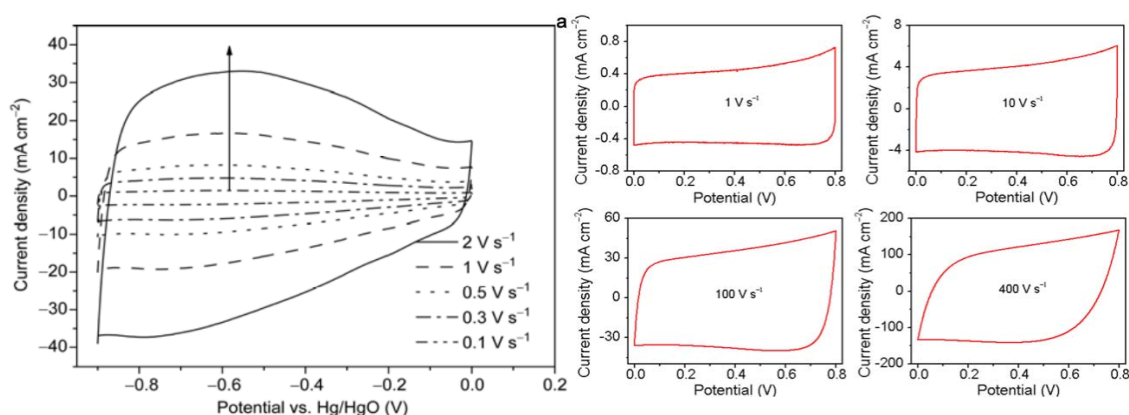 Current density (mA cm⁻²)
40
30
20
10
0
−10
−20
−30
−40
−0.8
−0.6
−0.4
−0.2
0.0
0.2
Potential vs. Hg/HgO (V)
2 V s⁻¹
1 V s⁻¹
0.5 V s⁻¹
0.3 V s⁻¹
0.1 V s⁻¹
a
Current density (mA cm⁻²)
0.8
0.4
0.0
-0.4
-0.8
1 V s⁻¹
0.0 0.2 0.4 0.6 0.8
Potential (V)
Current density (mA cm⁻²)
8
4
0
-4
10 V s⁻¹
0.0 0.2 0.4 0.6 0.8
Potential (V)
Current density (mA cm⁻²)
60
30
0
-30
100 V s⁻¹
0.0 0.2 0.4 0.6 0.8
Potential (V)
Current density (mA cm⁻²)
200
100
0
-100
-200
400 V s⁻¹
0.0 0.2 0.4 0.6 0.8
Potential (V)